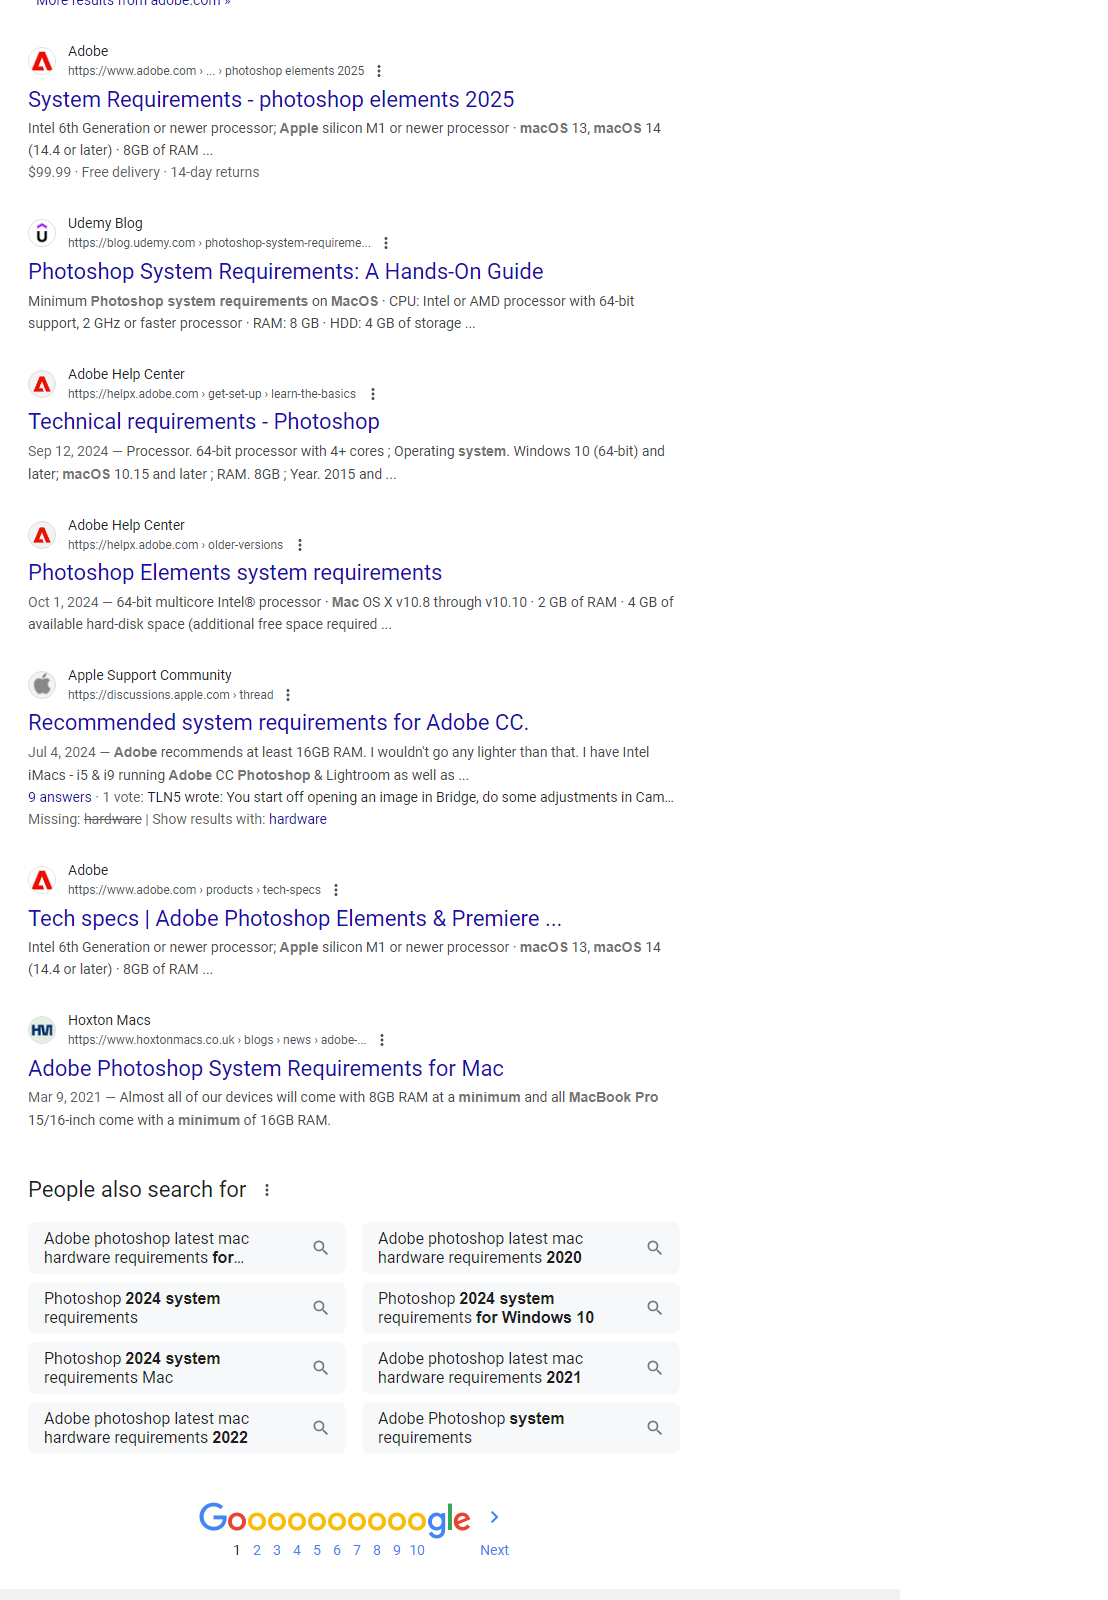 More results from adobe.com »
Adobe
https://www.adobe.com › ... › photoshop elements 2025
System Requirements - photoshop elements 2025
Intel 6th Generation or newer processor; Apple silicon M1 or newer processor · macOS 13, macOS 14
(14.4 or later) · 8GB of RAM ...
$99.99 · Free delivery · 14-day returns
Udemy Blog
https://blog.udemy.com › photoshop-system-requireme...
Photoshop System Requirements: A Hands-On Guide
Minimum Photoshop system requirements on MacOS · CPU: Intel or AMD processor with 64-bit
support, 2 GHz or faster processor · RAM: 8 GB · HDD: 4 GB of storage ...
Adobe Help Center
https://helpx.adobe.com › get-set-up › learn-the-basics
Technical requirements - Photoshop
Sep 12, 2024 — Processor. 64-bit processor with 4+ cores ; Operating system. Windows 10 (64-bit) and
later; macOS 10.15 and later ; RAM. 8GB ; Year. 2015 and ...
Adobe Help Center
https://helpx.adobe.com › older-versions
Photoshop Elements system requirements
Oct 1, 2024 — 64-bit multicore Intel® processor · Mac OS X v10.8 through v10.10 · 2 GB of RAM · 4 GB of
available hard-disk space (additional free space required ...
Apple Support Community
https://discussions.apple.com › thread
Recommended system requirements for Adobe CC.
Jul 4, 2024 — Adobe recommends at least 16GB RAM. I wouldn't go any lighter than that. I have Intel
iMacs - i5 & i9 running Adobe CC Photoshop & Lightroom as well as ...
9 answers · 1 vote: TLN5 wrote: You start off opening an image in Bridge, do some adjustments in Cam...
Missing: hardware | Show results with: hardware
Adobe
https://www.adobe.com › products › tech-specs
Tech specs | Adobe Photoshop Elements & Premiere ...
Intel 6th Generation or newer processor; Apple silicon M1 or newer processor · macOS 13, macOS 14
(14.4 or later) · 8GB of RAM ...
HM
Hoxton Macs
https://www.hoxtonmacs.co.uk › blogs › news › adobe-...
Adobe Photoshop System Requirements for Mac
Mar 9, 2021 — Almost all of our devices will come with 8GB RAM at a minimum and all MacBook Pro
15/16-inch come with a minimum of 16GB RAM.
People also search for
Adobe photoshop latest mac
hardware requirements for...
Adobe photoshop latest mac
hardware requirements 2020
Photoshop 2024 system
requirements
Photoshop 2024 system
requirements for Windows 10
Photoshop 2024 system
requirements Mac
Adobe photoshop latest mac
hardware requirements 2021
Adobe photoshop latest mac
hardware requirements 2022
Adobe Photoshop system
requirements
Goooooooooogle
1 2 3 4 5 6 7 8 9 10 Next